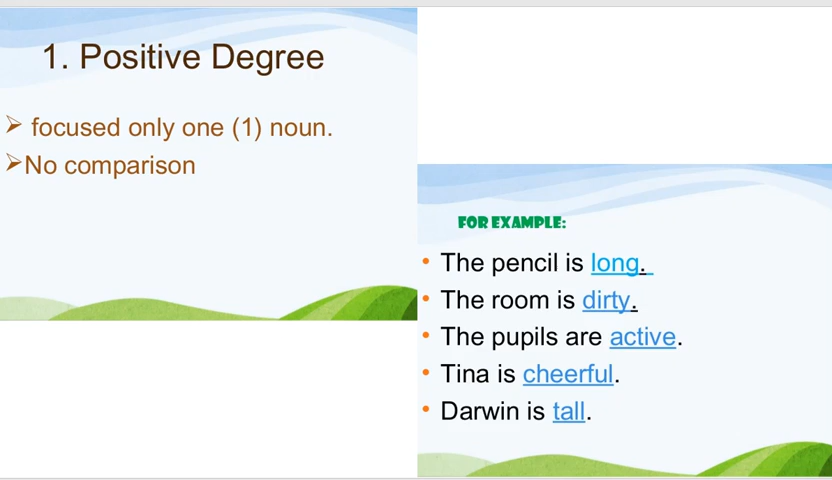 1. Positive Degree
➢ focused only one (1) noun.
➢No comparison
FOR EXAMPLE:
• The pencil is long.
• The room is dirty.
• The pupils are active.
• Tina is cheerful.
• Darwin is tall.